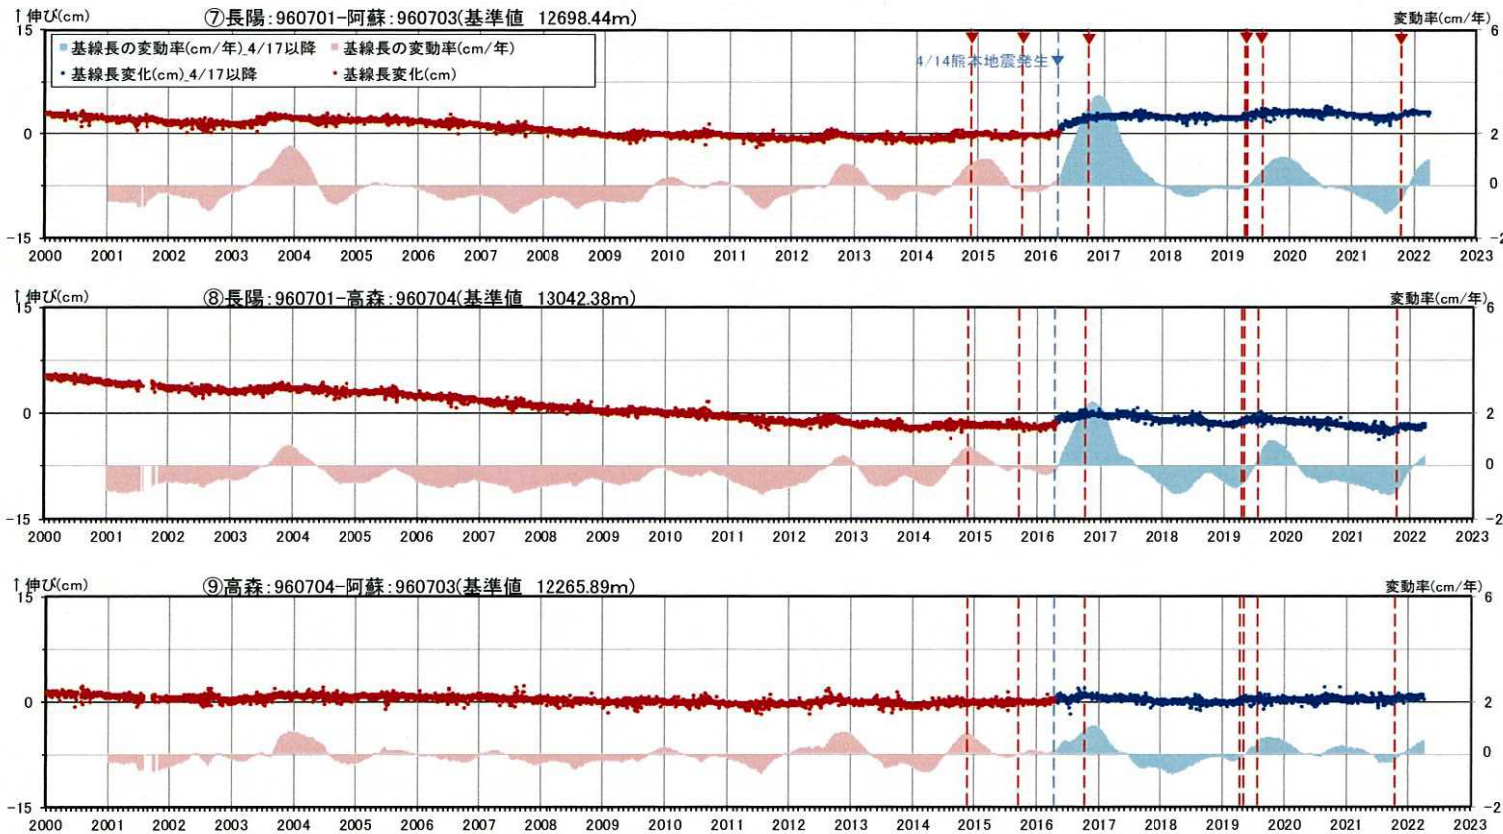 ↑伸び(cm) ⑦長陽:960701-阿蘇:960703(基準値 12698.44m) 変動率(cm/年)
15 6
基線長の変動率(cm/年)_4/17以降 基線長の変動率(cm/年)
基線長変化(cm)_4/17以降 基線長変化(cm)
4/14熊本地震発生
0 2
0
-15 -2
2000 2001 2002 2003 2004 2005 2006 2007 2008 2009 2010 2011 2012 2013 2014 2015 2016 2017 2018 2019 2020 2021 2022 2023
↑伸び(cm) ⑧長陽:960701-高森:960704(基準値 13042.38m) 変動率(cm/年)
15 6
0 2
0
-15 -2
2000 2001 2002 2003 2004 2005 2006 2007 2008 2009 2010 2011 2012 2013 2014 2015 2016 2017 2018 2019 2020 2021 2022 2023
↑伸び(cm) ⑨高森:960704-阿蘇:960703(基準値 12265.89m) 変動率(cm/年)
15 6
0 2
0
-15 -2
2000 2001 2002 2003 2004 2005 2006 2007 2008 2009 2010 2011 2012 2013 2014 2015 2016 2017 2018 2019 2020 2021 2022 2023